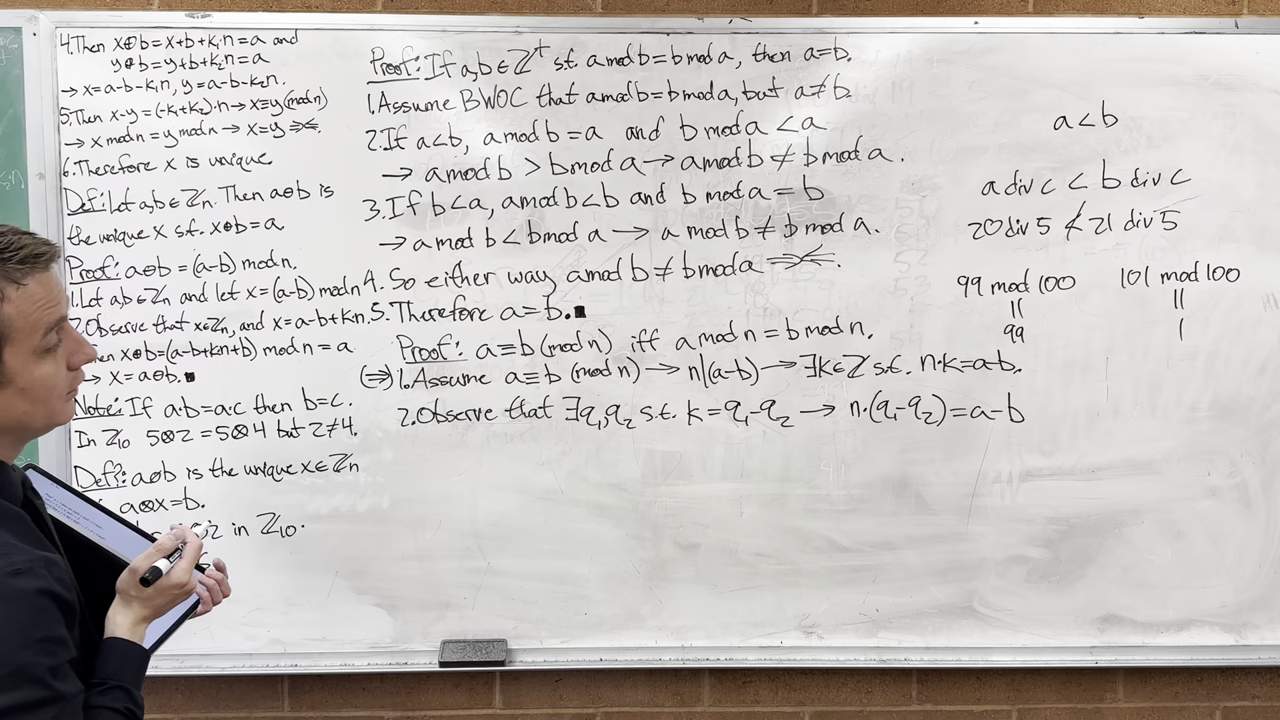 4. Then x⊕b=x+b+k₁n=a and
y⊕b=y+b+k₂n=a
→ x=a-b-k₁n, y=a-b-k₂n.
5. Then x-y=(-k₁+k₂)·n→x≡y(mod n)
→ x mod n = y mod n → x=y ⇒⇐.
6. Therefore x is unique
Def: Let a,b∈ℤₙ. Then a⊖b is
the unique x s.t. x⊕b=a
Proof: a⊖b=(a-b) mod n.
1. Let a,b∈ℤₙ and let x=(a-b) mod n
2. Observe that x∈ℤₙ, and x=a-b+kn.
x⊕b=(a-b+kn+b) mod n = a
→ x=a⊖b.■
Note: If a·b=a·c then b=c.
In ℤ₁₀ 5⊗2=5⊗4 but 2≠4.
Def?: a⊘b is the unique x∈ℤₙ
a⊗x=b.
2 in ℤ₁₀.
Proof: If a,b∈ℤ⁺ s.t. a mod b = b mod a, then a=b.
1. Assume BWOC that a mod b = b mod a, but a≠b.
2. If a<b, a mod b = a and b mod a < a
→ a mod b > b mod a → a mod b ≠ b mod a.
3. If b<a, a mod b < b and b mod a = b
→ a mod b < b mod a → a mod b ≠ b mod a.
4. So either way a mod b ≠ b mod a ⇒⇐.
5. Therefore a=b.■
Proof: a≡b (mod n) iff a mod n = b mod n.
(⇒) 1. Assume a≡b (mod n) → n|(a-b) → ∃k∈ℤ s.t. n·k=a-b.
2. Observe that ∃q₁,q₂ s.t. k=q₁-q₂ → n·(q₁-q₂)=a-b
a<b
a div c < b div c
20 div 5 ≮ 21 div 5
99 mod 100 101 mod 100
|| ||
99 1